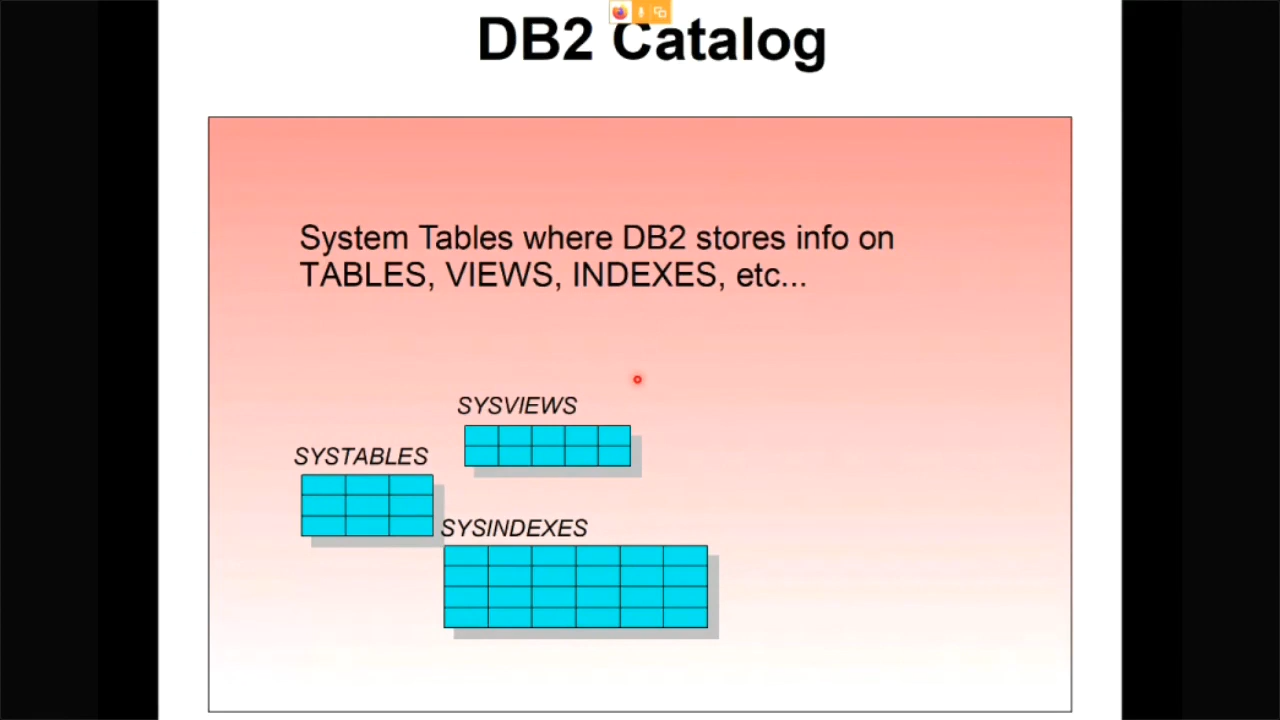 DB2 Catalog
System Tables where DB2 stores info on
TABLES, VIEWS, INDEXES, etc...
SYSVIEWS
SYSTABLES
SYSINDEXES